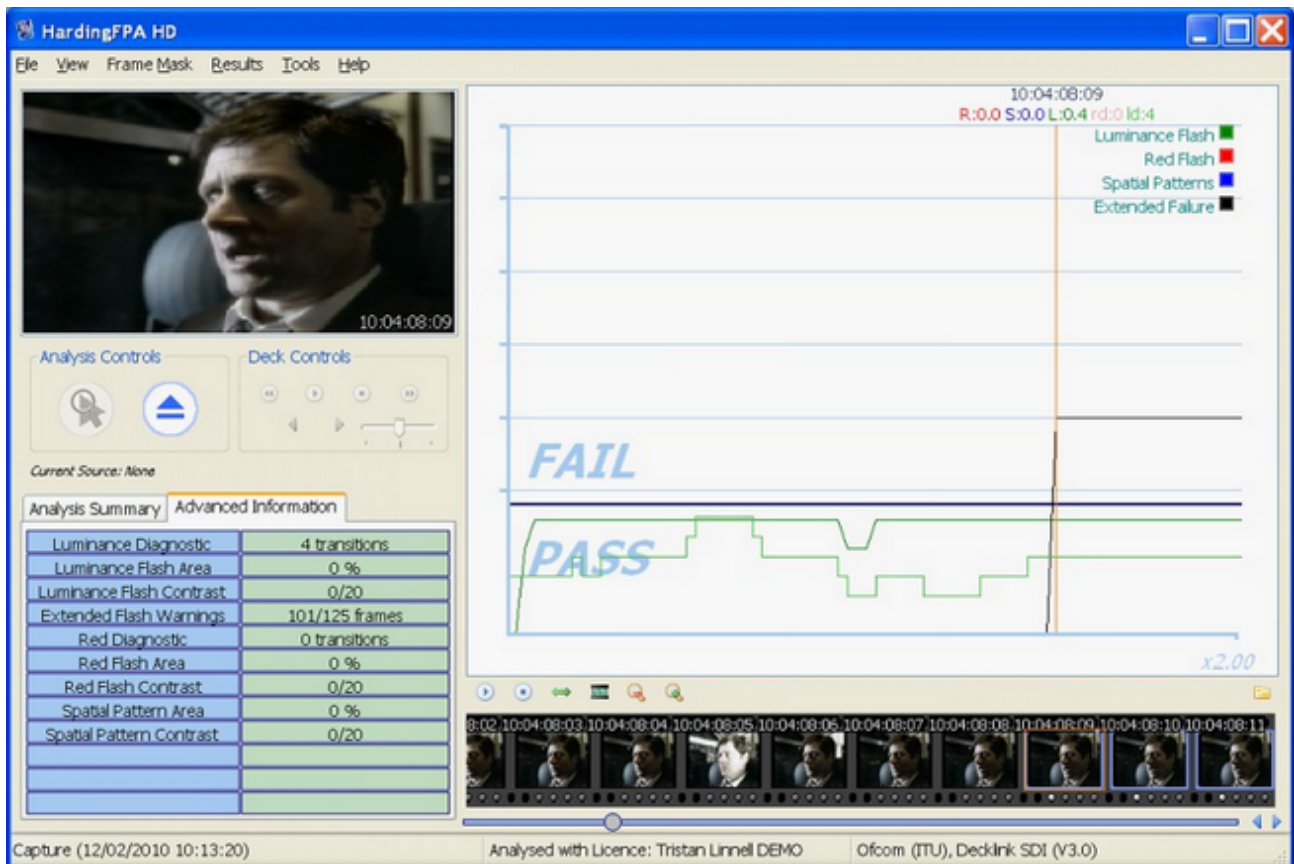 HardingFPA HD
File View Frame Mask Results Tools Help
10:04:08:09
Analysis Controls
Deck Controls
Current Source: None
Analysis Summary
Advanced Information
Luminance Diagnostic 4 transitions
Luminance Flash Area 0 %
Luminance Flash Contrast 0/20
Extended Flash Warnings 101/125 frames
Red Diagnostic 0 transitions
Red Flash Area 0 %
Red Flash Contrast 0/20
Spatial Pattern Area 0 %
Spatial Pattern Contrast 0/20
10:04:08:09
R:0.0 S:0.0 L:0.4 rd:0 ld:4
Luminance Flash
Red Flash
Spatial Patterns
Extended Failure
FAIL
PASS
x2.00
8:02 10:04:08:03 10:04:08:04 10:04:08:05 10:04:08:06 10:04:08:07 10:04:08:08 10:04:08:09 10:04:08:10 10:04:08:11
Capture (12/02/2010 10:13:20)
Analysed with Licence: Tristan Linnell DEMO
Ofcom (ITU), Decklink SDI (V3.0)